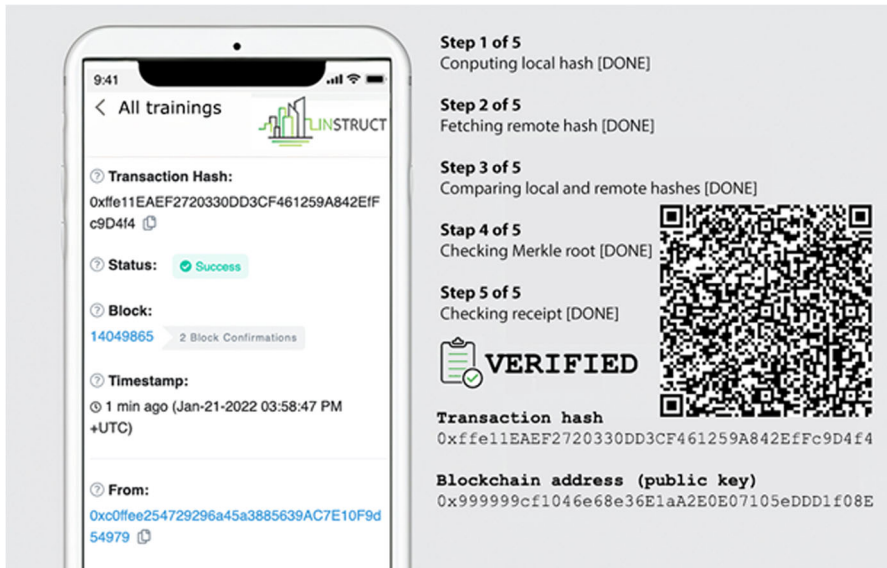 9:41
All trainings
INSTRUCT
Transaction Hash:
0xffe11EAEF2720330DD3CF461259A842EfF
c9D4f4
Status: Success
Block:
14049865 2 Block Confirmations
Timestamp:
1 min ago (Jan-21-2022 03:58:47 PM
+UTC)
From:
0xc0ffee254729296a45a3885639AC7E10F9d
54979
Step 1 of 5
Conputing local hash [DONE]
Step 2 of 5
Fetching remote hash [DONE]
Step 3 of 5
Comparing local and remote hashes [DONE]
Stap 4 of 5
Checking Merkle root [DONE]
Step 5 of 5
Checking receipt [DONE]
VERIFIED
Transaction hash
0xffe11EAEF2720330DD3CF461259A842EfFc9D4f4
Blockchain address (public key)
0x999999cf1046e68e36E1aA2E0E07105eDDD1f08E